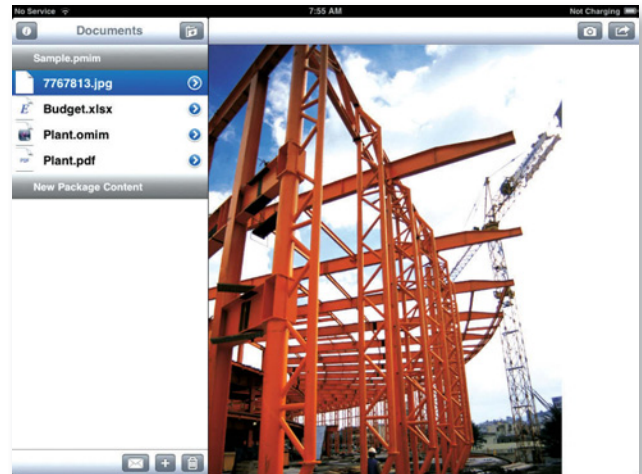 No Service 7:55 AM Not Charging
Documents
Sample.pmim
7767813.jpg
Budget.xlsx
Plant.omim
Plant.pdf
New Package Content